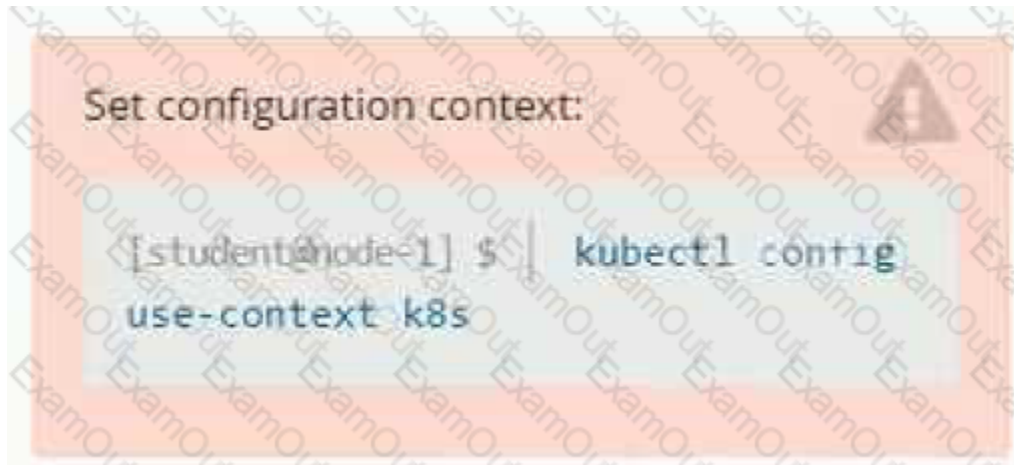 Set configuration context:
[student@node-1] $ | kubectl config
use-context k8s